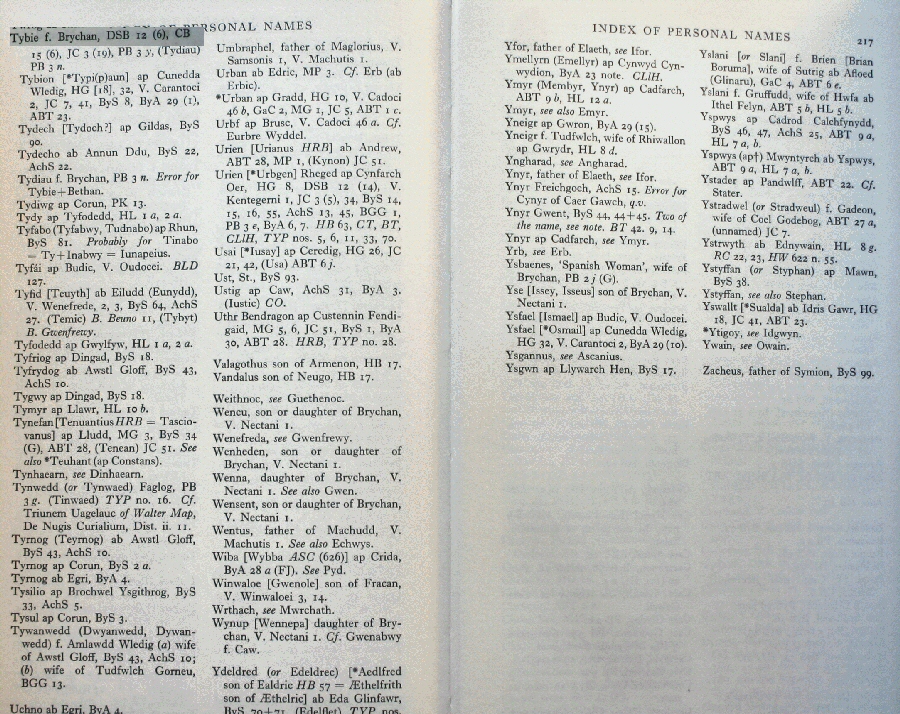 INDEX OF PERSONAL NAMES
Tybie f. Brychan, DSB 12 (6), CB
15 (6), JC 3 (19), PB 3 y, (Tydiau)
PB 3 n.
Tybion [*Typi(p)aun] ap Cunedda
Wledig, HG [18], 32, V. Carantoci
2, JC 7, 41, ByS 8, ByA 29 (1),
ABT 23.
Tydech [Tydoch?] ap Gildas, ByS
90.
Tydecho ab Annun Ddu, ByS 22,
AchS 22.
Tydiau f. Brychan, PB 3 n. Error for
Tybie+Bethan.
Tydiwg ap Corun, PK 13.
Tydy ap Tyfodedd, HL 1 a, 2 a.
Tyfabo (Tyfabwy, Tudnabo) ap Rhun,
ByS 81. Probably for Tinabo
= Ty+Inabwy = Iunapeius.
Tyfái ap Budic, V. Oudocei. BLD
127.
Tyfid [Teuyth] ab Eiludd (Eunydd),
V. Wenefrede, 2, 3, ByS 64, AchS
27. (Temic) B. Beuno 11, (Tybyt)
B. Gwenfrewy.
Tyfodedd ap Gwylfyw, HL 1 a, 2 a.
Tyfriog ap Dingad, ByS 18.
Tyfrydog ab Awstl Gloff, ByS 43,
AchS 10.
Tygwy ap Dingad, ByS 18.
Tymyr ap Llawr, HL 10 b.
Tynefan [Tenuantius HRB = Tascio-
vanus] ap Lludd, MG 3, ByS 34
(G), ABT 28, (Tenean) JC 51. See
also *Teuhant (ap Constans).
Tynhaearn, see Dinhaearn.
Tynwedd (or Tynwaed) Faglog, PB
3 g. (Tinwaed) TYP no. 16. Cf.
Triunem Uagelauc of Walter Map,
De Nugis Curialium, Dist. ii. 11.
Tyrnog (Teyrnog) ab Awstl Gloff,
ByS 43, AchS 10.
Tyrnog ap Corun, ByS 2 a.
Tyrnog ab Egri, ByA 4.
Tysilio ap Brochwel Ysgithrog, ByS
33, AchS 5.
Tysul ap Corun, ByS 3.
Tywanwedd (Dwyanwedd, Dywan-
wedd) f. Amlawdd Wledig (a) wife
of Awstl Gloff, ByS 43, AchS 10;
(b) wife of Tudfwlch Gorneu,
BGG 13.
Uchno ab Egri, ByA 4.
Umbraphel, father of Maglorius, V.
Samsonis 1, V. Machutis 1.
Urban ab Edric, MP 3. Cf. Erb (ab
Erbic).
*Urban ap Gradd, HG 10, V. Cadoci
46 b, GaC 2, MG 1, JC 5, ABT 1 c.
Urbf ap Brusc, V. Cadoci 46 a. Cf.
Eurbre Wyddel.
Urien [Urianus HRB] ab Andrew,
ABT 28, MP 1, (Kynon) JC 51.
Urien [*Urbgen] Rheged ap Cynfarch
Oer, HG 8, DSB 12 (14), V.
Kentegerni 1, JC 3 (5), 34, ByS 14,
15, 16, 55, AchS 13, 45, BGG 1,
PB 3 e, ByA 6, 7. HB 63, CT, BT,
CLlH, TYP nos. 5, 6, 11, 33, 70.
Usai [*Iusay] ap Ceredig, HG 26, JC
21, 42, (Usa) ABT 6 j.
Ust, St., ByS 93.
Ustig ap Caw, AchS 31, ByA 3.
(Iustic) CO.
Uthr Bendragon ap Custennin Fendi-
gaid, MG 5, 6, JC 51, ByS 1, ByA
30, ABT 28. HRB, TYP no. 28.
Valagothus son of Armenon, HB 17.
Vandalus son of Neugo, HB 17.
Weithnoc, see Guethenoc.
Wencu, son or daughter of Brychan,
V. Nectani 1.
Wenefreda, see Gwenfrewy.
Wenheden, son or daughter of
Brychan, V. Nectani 1.
Wenna, daughter of Brychan, V.
Nectani 1. See also Gwen.
Wensent, son or daughter of Brychan,
V. Nectani 1.
Wentus, father of Machudd, V.
Machutis 1. See also Echwys.
Wiba [Wybba ASC (626)] ap Crida,
ByA 28 a (FJ). See Pyd.
Winwaloe [Gwenole] son of Fracan,
V. Winwaloei 3, 14.
Wrthach, see Mwrchath.
Wynup [Wennepa] daughter of Bry-
chan, V. Nectani 1. Cf. Gwenabwy
f. Caw.
Ydeldred (or Edeldrec) [*Aedlfred
son of Ealdric HB 57 = Æthelfrith
son of Æthelric] ab Eda Glinfawr,
ByS 70+71, (Edelflet) TYP nos.
INDEX OF PERSONAL NAMES 217
Yfor, father of Elaeth, see Ifor.
Ymellyrn (Emellyr) ap Cynwyd Cyn-
wydion, ByA 23 note. CLlH.
Ymyr (Membyr, Ynyr) ap Cadfarch,
ABT 9 b, HL 12 a.
Ymyr, see also Emyr.
Yneigr ap Gwron, ByA 29 (15).
Yneigr f. Tudfwlch, wife of Rhiwallon
ap Gwrydr, HL 8 d.
Yngharad, see Angharad.
Ynyr, father of Elaeth, see Ifor.
Ynyr Freichgoch, AchS 15. Error for
Cynyr of Caer Gawch, q.v.
Ynyr Gwent, ByS 44, 44+45. Two of
the name, see note. BT 42. 9, 14.
Ynyr ap Cadfarch, see Ymyr.
Yrb, see Erb.
Ysbaenes, 'Spanish Woman', wife of
Brychan, PB 2 j (G).
Yse [Issey, Isseus] son of Brychan, V.
Nectani 1.
Ysfael [Ismael] ap Budic, V. Oudocei.
Ysfael [*Osmail] ap Cunedda Wledig,
HG 32, V. Carantoci 2, ByA 29 (10).
Ysgannus, see Ascanius.
Ysgwn ap Llywarch Hen, ByS 17.
Yslani [or Slani] f. Brien [Brian
Boruma], wife of Sutrig ab Afloed
(Glinaru), GaC 4, ABT 6 e.
Yslani f. Gruffudd, wife of Hwfa ab
Ithel Felyn, ABT 5 b, HL 5 b.
Yspwys ap Cadrod Calchfynydd,
ByS 46, 47, AchS 25, ABT 9 a,
HL 7 a, b.
Yspwys (ap†) Mwyntyrch ab Yspwys,
ABT 9 a, HL 7 a, b.
Ystader ap Pandwlff, ABT 22. Cf.
Stater.
Ystradwel (or Stradweul) f. Gadeon,
wife of Coel Godebog, ABT 27 a,
(unnamed) JC 7.
Ystrwyth ab Ednywain, HL 8 g.
RC 22, 23, HW 622 n. 55.
Ystyffan (or Styphan) ap Mawn,
ByS 38.
Ystyffan, see also Stephan.
Yswallt [*Sualda] ab Idris Gawr, HG
18, JC 41, ABT 23.
*Ytigoy, see Idgwyn.
Ywain, see Owain.
Zacheus, father of Symion, ByS 99.